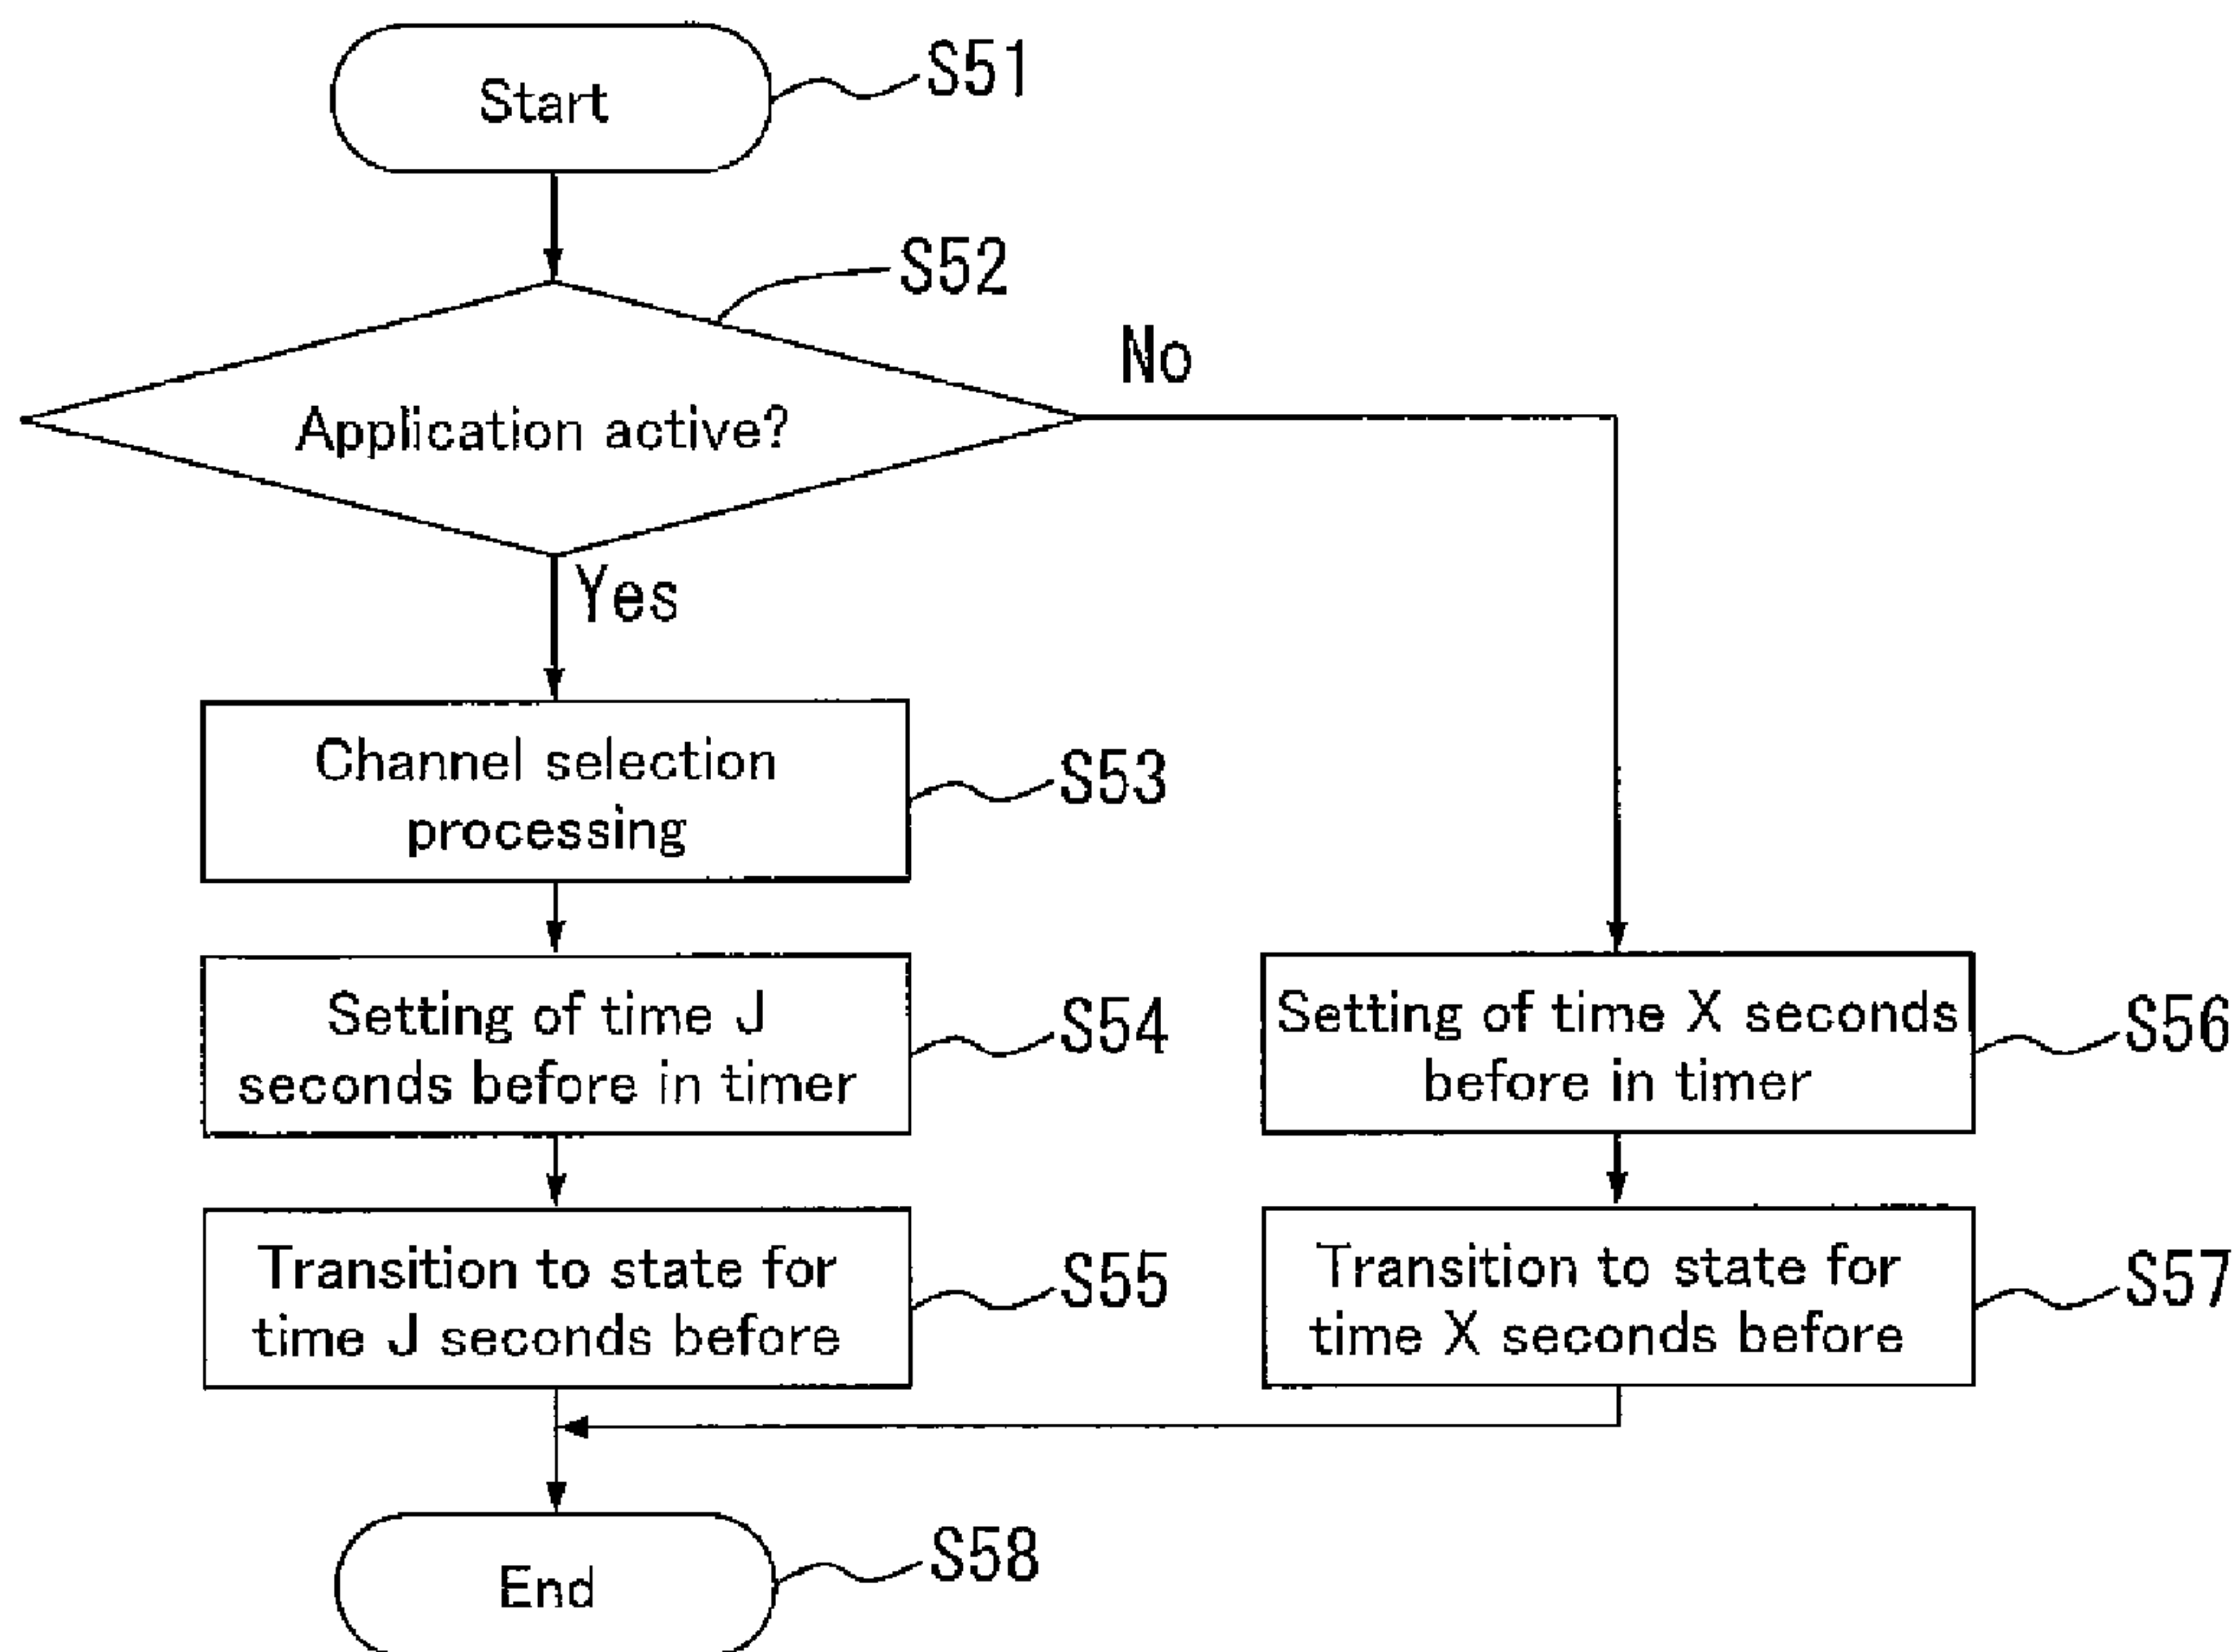 Start
S51
S52
Application active?
No
Yes
Channel selection
processing
S53
Setting of time J
seconds before in timer
S54
Setting of time X seconds
before in timer
S56
Transition to state for
time J seconds before
S55
Transition to state for
time X seconds before
S57
End
S58